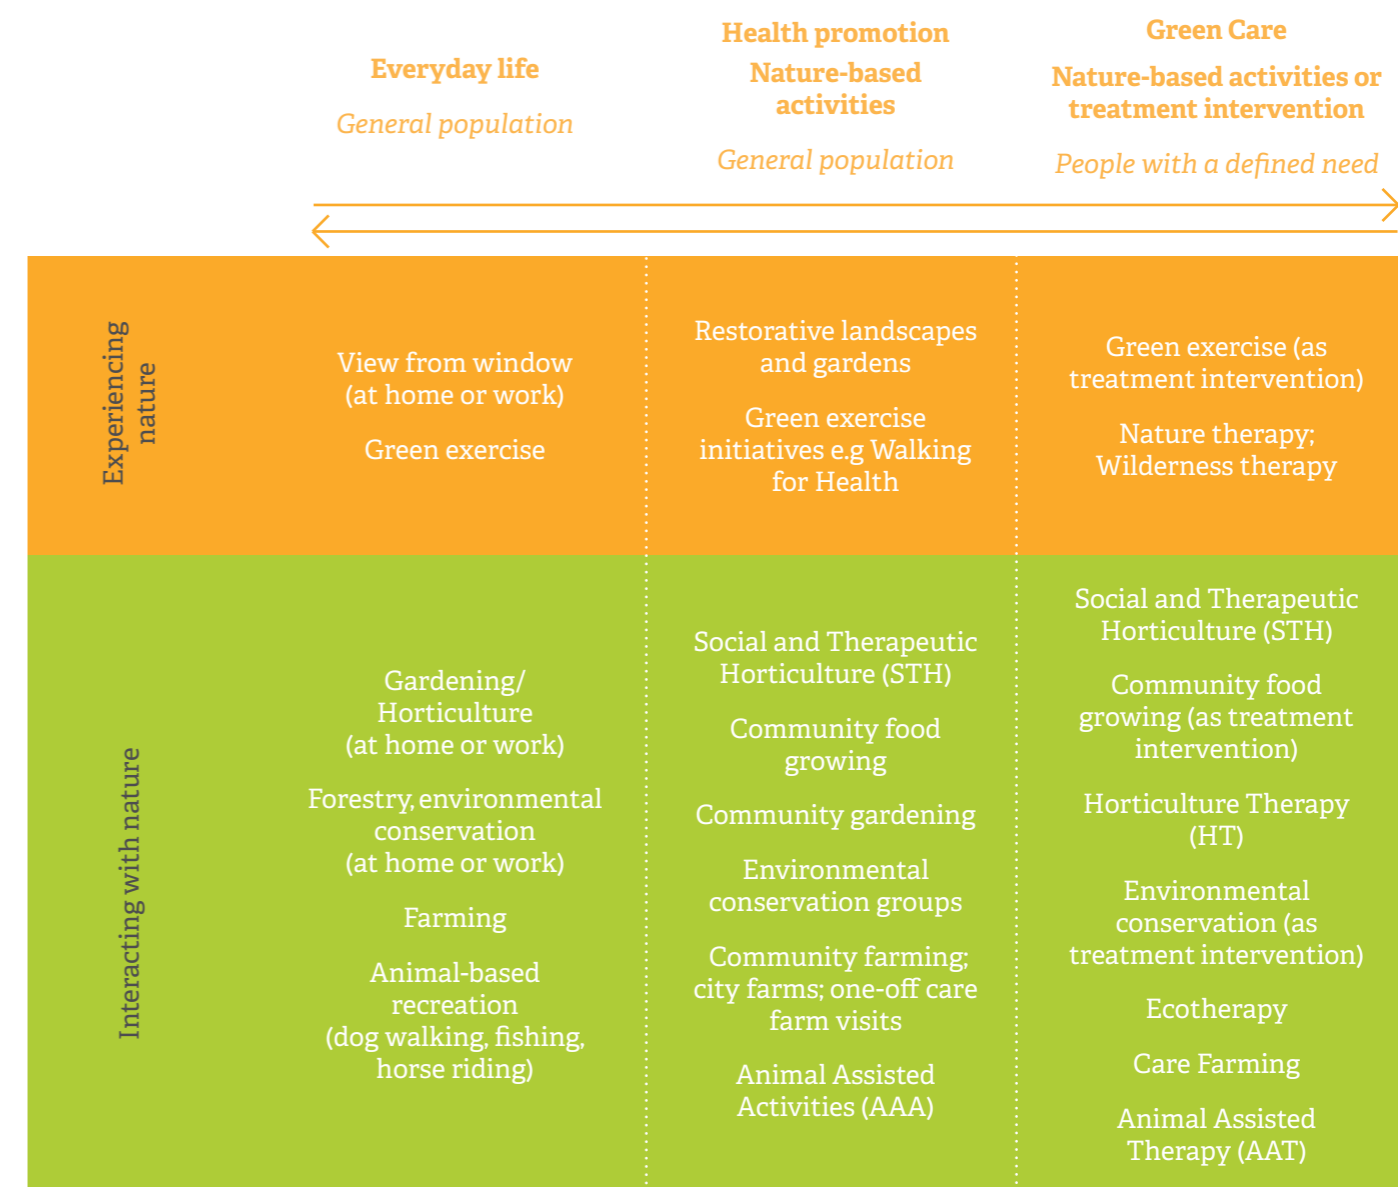 Everyday life
General population
Health promotion
Nature-based
activities
General population
Green Care
Nature-based activities or
treatment intervention
People with a defined need
Experiencing
nature
View from window
(at home or work)
Green exercise
Restorative landscapes
and gardens
Green exercise
initiatives e.g Walking
for Health
Green exercise (as
treatment intervention)
Nature therapy;
Wilderness therapy
Interacting with nature
Gardening/
Horticulture
(at home or work)
Forestry, environmental
conservation
(at home or work)
Farming
Animal-based
recreation
(dog walking, fishing,
horse riding)
Social and Therapeutic
Horticulture (STH)
Community food
growing
Community gardening
Environmental
conservation groups
Community farming;
city farms; one-off care
farm visits
Animal Assisted
Activities (AAA)
Social and Therapeutic
Horticulture (STH)
Community food
growing (as treatment
intervention)
Horticulture Therapy
(HT)
Environmental
conservation (as
treatment intervention)
Ecotherapy
Care Farming
Animal Assisted
Therapy (AAT)